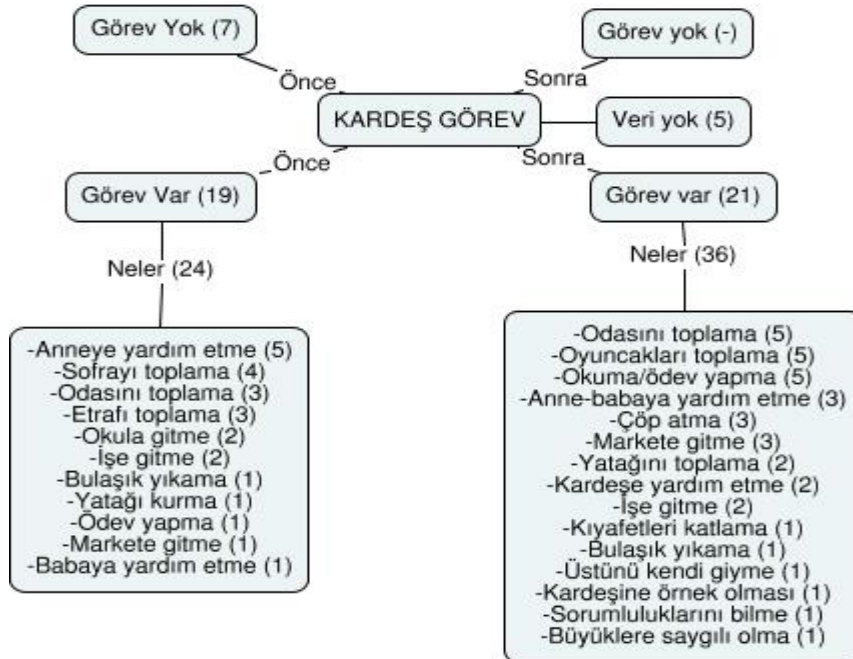 Görev Yok (7)
Görev yok (-)
Önce
Sonra
KARDEŞ GÖREV
Veri yok (5)
Önce
Sonra
Görev Var (19)
Görev var (21)
Neler (24)
Neler (36)
-Anneye yardım etme (5)
-Sofrayı toplama (4)
-Odasını toplama (3)
-Etrafı toplama (3)
-Okula gitme (2)
-İşe gitme (2)
-Bulaşık yıkama (1)
-Yatağı kurma (1)
-Ödev yapma (1)
-Markete gitme (1)
-Babaya yardım etme (1)
-Odasını toplama (5)
-Oyuncakları toplama (5)
-Okuma/ödev yapma (5)
-Anne-babaya yardım etme (3)
-Çöp atma (3)
-Markete gitme (3)
-Yatağını toplama (2)
-Kardeşe yardım etme (2)
-İşe gitme (2)
-Kıyafetleri katlama (1)
-Bulaşık yıkama (1)
-Üstünü kendi giyme (1)
-Kardeşine örnek olması (1)
-Sorumluluklarını bilme (1)
-Büyüklere saygılı olma (1)